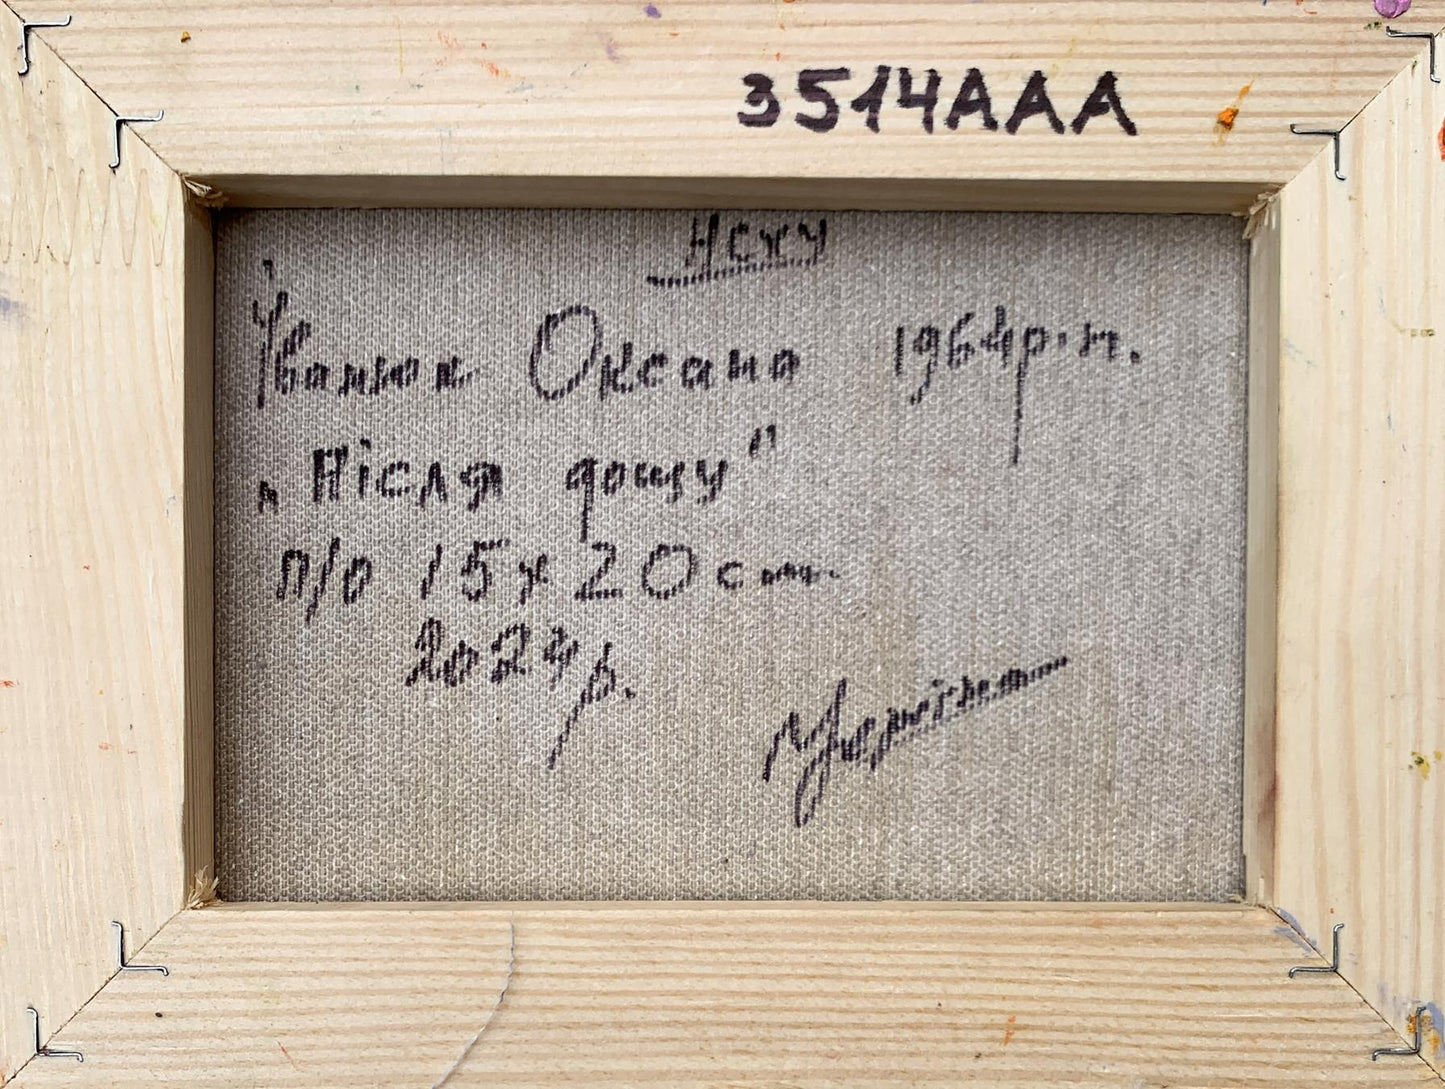 3514AAA
НСХУ
Іванюк Оксана 1964р.н.
„Після дощу"
п/о 15х20см.
2024р.